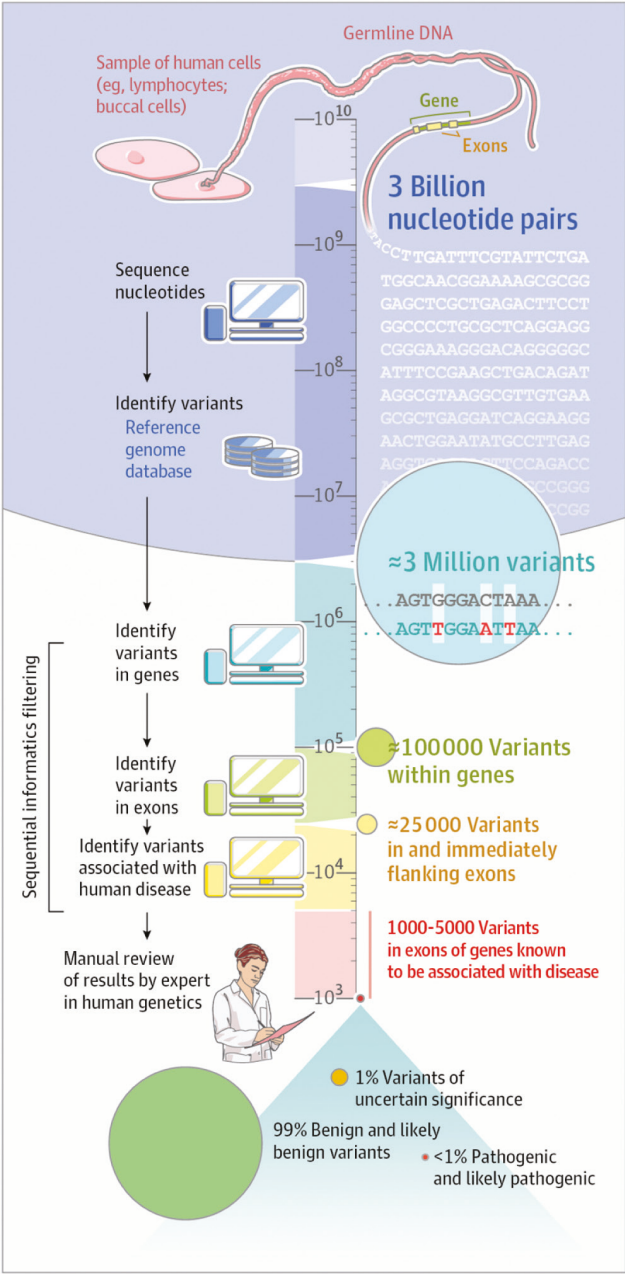 Germline DNA
Sample of human cells
(eg, lymphocytes;
buccal cells)
Gene
Exons
10^10
3 Billion
nucleotide pairs
10^9
TACCTTGATTTCGTATTCTGA
TGGCAACGGAAAAGCGCGG
GAGCTCGCTGAGACTTCCT
GGCCCCTGCGCTCAGGAGG
CGGGAAAGGGACAGGGGGC
ATTTCCGAAGCTGACAGAT
AGGCGTAAGGCGTTGTGAA
GCGCTGAGGATCAGGAAGG
AACTGGAATATGCCTTGAG
Sequence
nucleotides
10^8
Identify variants
Reference
genome
database
10^7
≈3 Million variants
...AGTGGGACTAAA...
...AGTTGGAATTAA...
10^6
Identify
variants
in genes
Sequential informatics filtering
10^5
≈100000 Variants
within genes
Identify
variants
in exons
≈25000 Variants
in and immediately
flanking exons
Identify variants
associated with
human disease
10^4
1000-5000 Variants
in exons of genes known
to be associated with disease
Manual review
of results by expert
in human genetics
10^3
1% Variants of
uncertain significance
99% Benign and likely
benign variants
<1% Pathogenic
and likely pathogenic